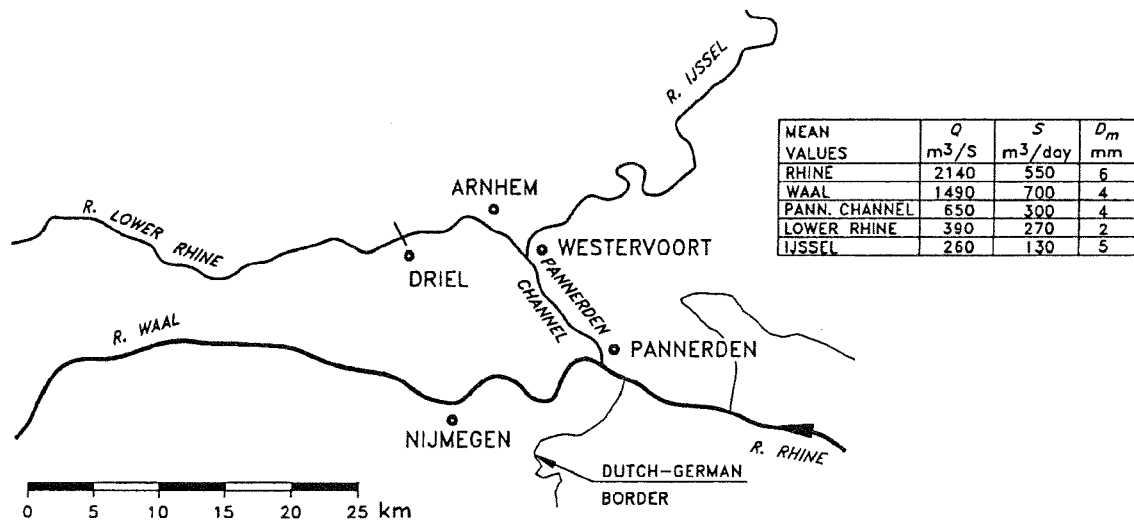 R. IJSSEL
MEAN VALUES Q m³/S S m³/day Dm mm
RHINE 2140 550 6
WAAL 1490 700 4
PANN. CHANNEL 650 300 4
LOWER RHINE 390 270 2
IJSSEL 260 130 5
ARNHEM
R. LOWER RHINE
WESTERVOORT
DRIEL
PANNERDEN
CHANNEL
R. WAAL
PANNERDEN
NIJMEGEN
R. RHINE
DUTCH-GERMAN
BORDER
0 5 10 15 20 25 km